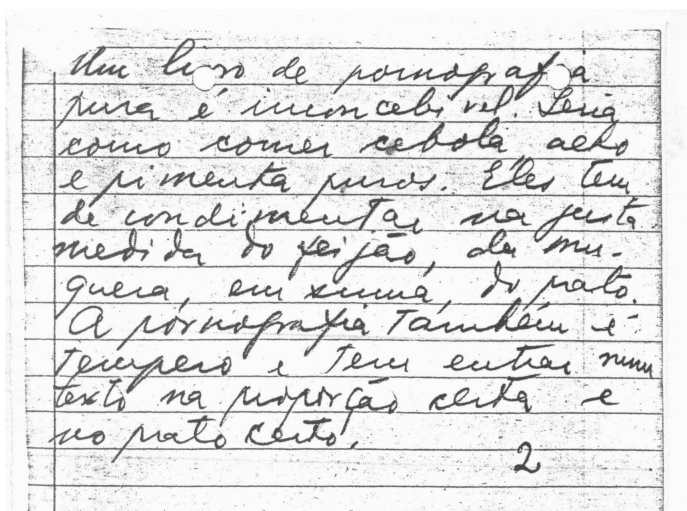 Um livro de pornografia
pura é inconcebivel. Seria
como comer cebola alho
e pimenta puros. Eles tem
de condimentar na justa
medida do feijão, da mu-
queca, em suma, do prato.
A pornografia também é
tempero e tem entrar num
texto na proporção certa e
no prato certo.
2